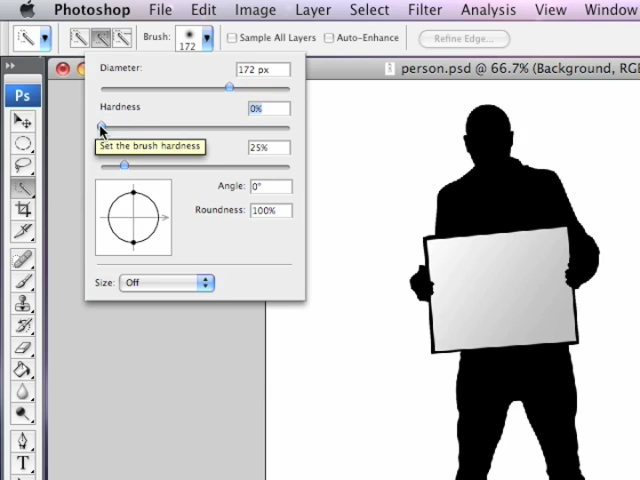 Photoshop File Edit Image Layer Select Filter Analysis View Window
Brush: 172 Sample All Layers Auto-Enhance Refine Edge...
person.psd @ 66.7% (Background, RG
Ps
Diameter: 172 px
Hardness 0%
Set the brush hardness 25%
Angle: 0°
Roundness: 100%
Size: Off
T